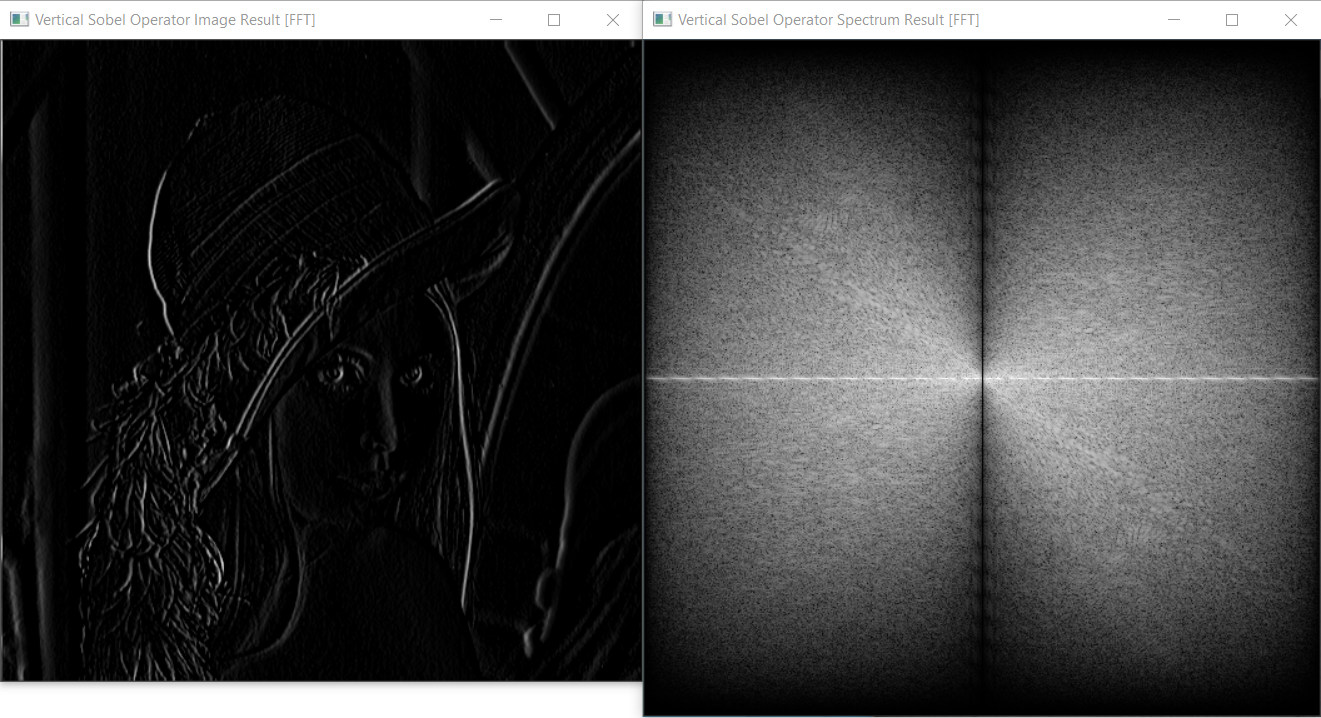 Vertical Sobel Operator Image Result [FFT]
Vertical Sobel Operator Spectrum Result [FFT]